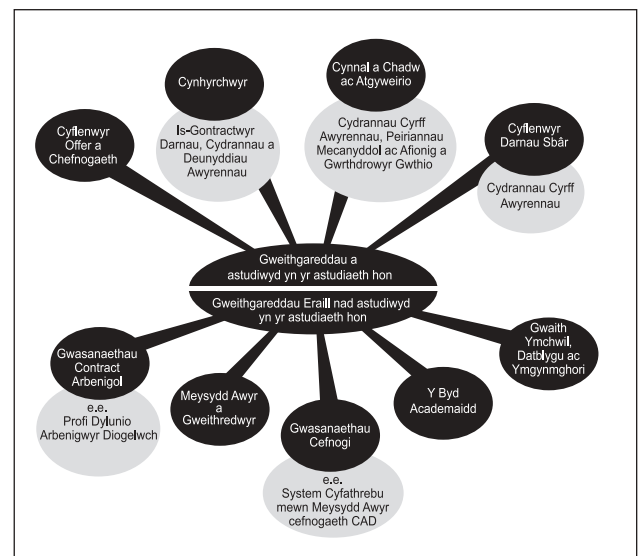 Cyflenwyr
Offer a
Chefnogaeth
Cynhyrchwyr
Is-Gontractwyr
Darnau, Cydrannau a
Deunyddiau
Awyrennau
Cynnal a Chadw
ac Atgyweirio
Cydrannau Cyrff
Awyrennau, Peiriannau
Mecanyddol ac Afionig a
Gwrthdrowyr Gwthio
Cyflenwyr
Darnau Sbâr
Cydrannau Cyrff
Awyrennau
Gweithgareddau a
astudiwyd yn yr astudiaeth hon
Gweithgareddau Eraill nad astudiwyd
yn yr astudiaeth hon
Gwasanaethau
Contract
Arbenigol
e.e.
Profi Dylunio
Arbenigwyr Diogelwch
Meysydd Awyr
a
Gweithredwyr
Gwasanaethau
Cefnogi
e.e.
System Cyfathrebu
mewn Meysydd Awyr
cefnogaeth CAD
Y Byd
Academaidd
Gwaith
Ymchwil,
Datblygu ac
Ymgynmghori